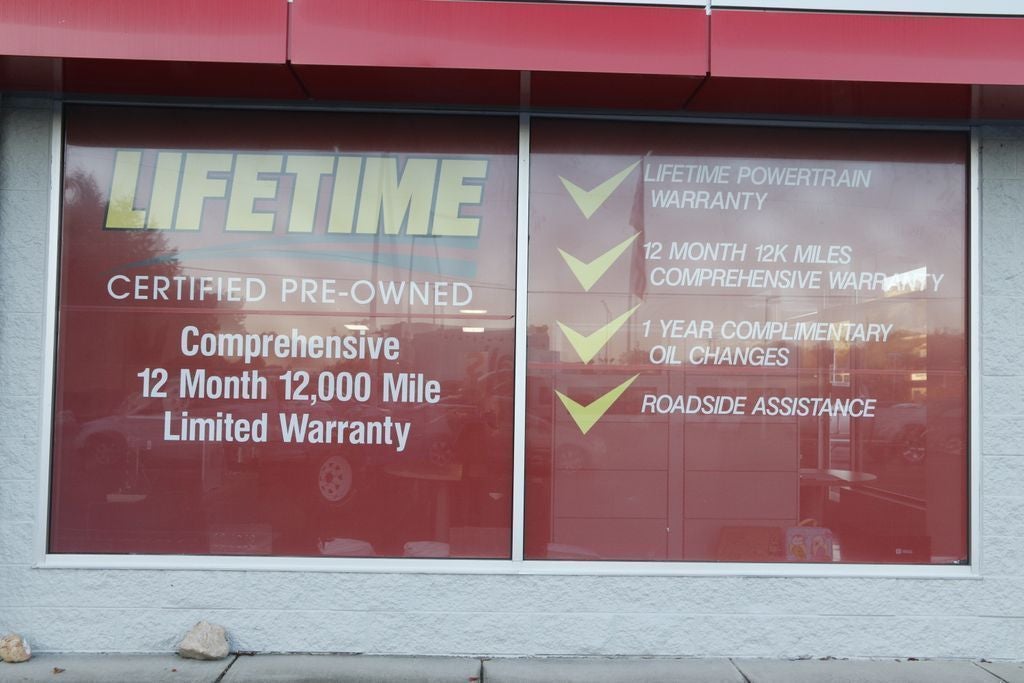 LIFETIME
CERTIFIED PRE-OWNED
Comprehensive
12 Month 12,000 Mile
Limited Warranty
LIFETIME POWERTRAIN
WARRANTY
12 MONTH 12K MILES
COMPREHENSIVE WARRANTY
1 YEAR COMPLIMENTARY
OIL CHANGES
ROADSIDE ASSISTANCE